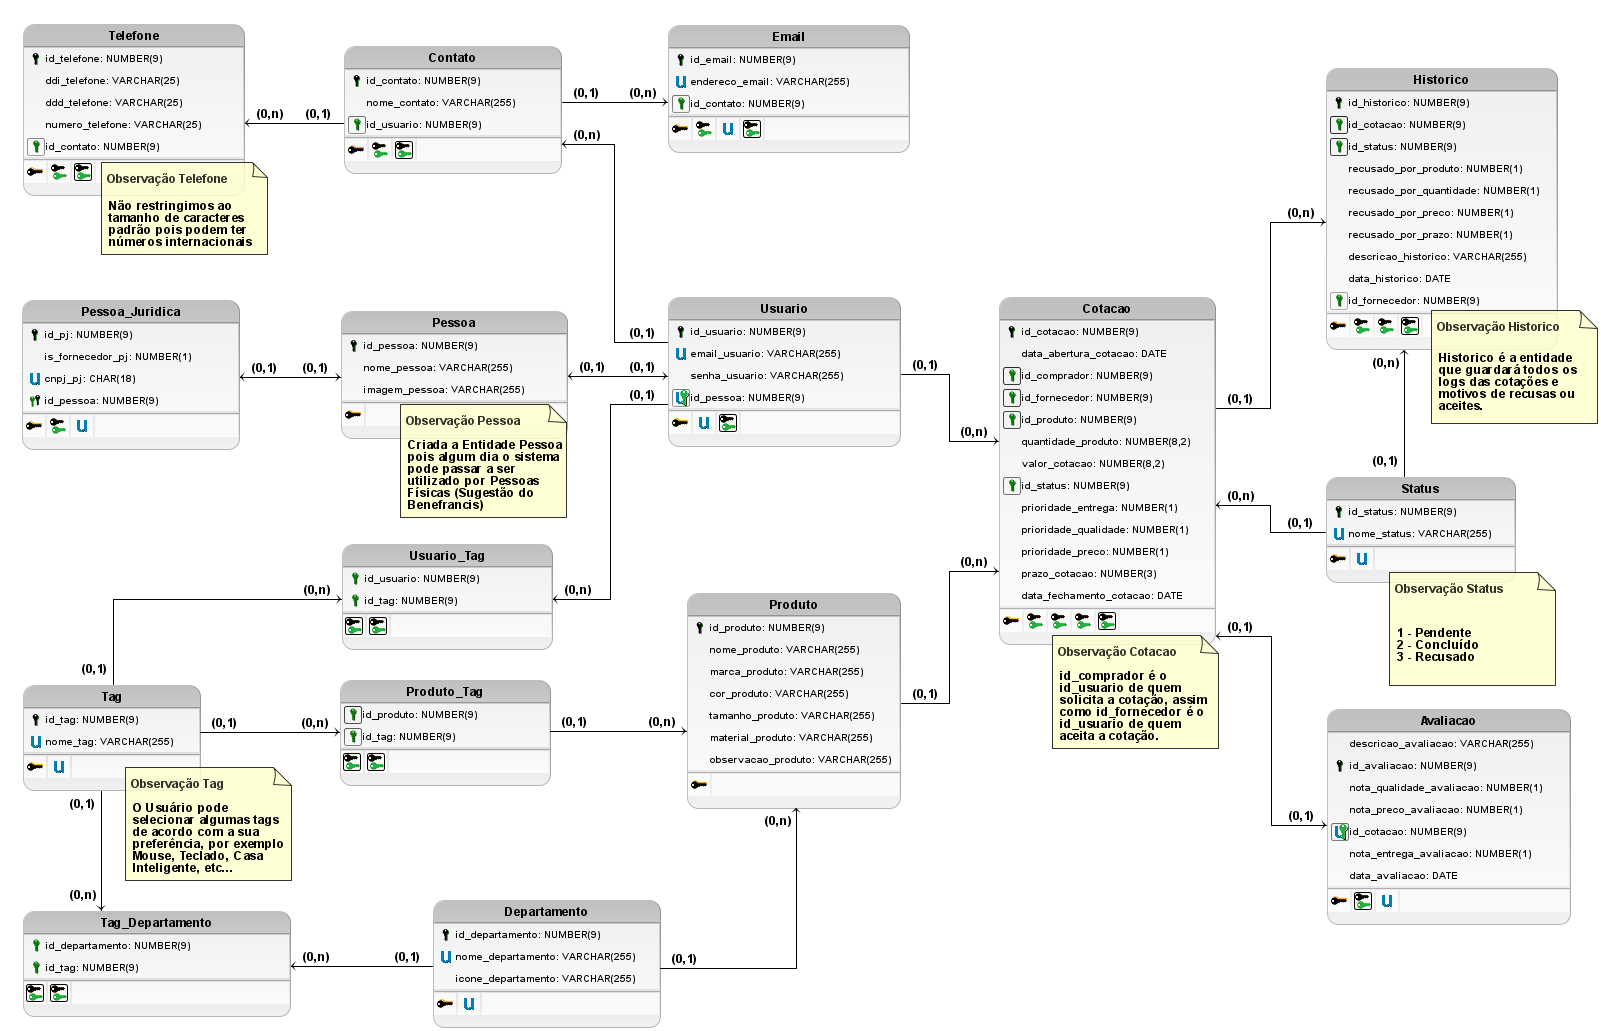 Telefone
id_telefone: NUMBER(9)
ddi_telefone: VARCHAR(25)
ddd_telefone: VARCHAR(25)
numero_telefone: VARCHAR(25)
id_contato: NUMBER(9)
Observação Telefone
Não restringimos ao
tamanho de caracteres
padrão pois podem ter
números internacionais
(0,n)
(0,1)
Contato
id_contato: NUMBER(9)
nome_contato: VARCHAR(255)
id_usuario: NUMBER(9)
(0,1)
(0,n)
(0,n)
Email
id_email: NUMBER(9)
U endereco_email: VARCHAR(255)
id_contato: NUMBER(9)
U
Historico
id_historico: NUMBER(9)
id_cotacao: NUMBER(9)
id_status: NUMBER(9)
recusado_por_produto: NUMBER(1)
recusado_por_quantidade: NUMBER(1)
recusado_por_preco: NUMBER(1)
recusado_por_prazo: NUMBER(1)
descricao_historico: VARCHAR(255)
data_historico: DATE
id_fornecedor: NUMBER(9)
Observação Historico
Historico é a entidade
que guardará todos os
logs das cotações e
motivos de recusas ou
aceites.
(0,n)
(0,n)
(0,1)
(0,1)
Pessoa_Juridica
id_pj: NUMBER(9)
is_fornecedor_pj: NUMBER(1)
U cnpj_pj: CHAR(18)
id_pessoa: NUMBER(9)
U
(0,1)
(0,1)
Pessoa
id_pessoa: NUMBER(9)
nome_pessoa: VARCHAR(255)
imagem_pessoa: VARCHAR(255)
Observação Pessoa
Criada a Entidade Pessoa
pois algum dia o sistema
pode passar a ser
utilizado por Pessoas
Físicas (Sugestão do
Benefrancis)
(0,1)
(0,1)
(0,1)
(0,1)
Usuario
id_usuario: NUMBER(9)
U email_usuario: VARCHAR(255)
senha_usuario: VARCHAR(255)
U id_pessoa: NUMBER(9)
U
(0,1)
(0,n)
Cotacao
id_cotacao: NUMBER(9)
data_abertura_cotacao: DATE
id_comprador: NUMBER(9)
id_fornecedor: NUMBER(9)
id_produto: NUMBER(9)
quantidade_produto: NUMBER(8,2)
valor_cotacao: NUMBER(8,2)
id_status: NUMBER(9)
prioridade_entrega: NUMBER(1)
prioridade_qualidade: NUMBER(1)
prioridade_preco: NUMBER(1)
prazo_cotacao: NUMBER(3)
data_fechamento_cotacao: DATE
Observação Cotacao
id_comprador é o
id_usuario de quem
solicita a cotação, assim
como id_fornecedor é o
id_usuario de quem
aceita a cotação.
(0,n)
(0,1)
Status
id_status: NUMBER(9)
U nome_status: VARCHAR(255)
U
Observação Status
1 - Pendente
2 - Concluído
3 - Recusado
Usuario_Tag
id_usuario: NUMBER(9)
id_tag: NUMBER(9)
(0,n)
(0,n)
(0,1)
(0,n)
(0,1)
Produto
id_produto: NUMBER(9)
nome_produto: VARCHAR(255)
marca_produto: VARCHAR(255)
cor_produto: VARCHAR(255)
tamanho_produto: VARCHAR(255)
material_produto: VARCHAR(255)
observacao_produto: VARCHAR(255)
(0,1)
(0,1)
Avaliacao
descricao_avaliacao: VARCHAR(255)
id_avaliacao: NUMBER(9)
nota_qualidade_avaliacao: NUMBER(1)
nota_preco_avaliacao: NUMBER(1)
U id_cotacao: NUMBER(9)
nota_entrega_avaliacao: NUMBER(1)
data_avaliacao: DATE
U
Tag
id_tag: NUMBER(9)
U nome_tag: VARCHAR(255)
U
Observação Tag
O Usuário pode
selecionar algumas tags
de acordo com a sua
preferência, por exemplo
Mouse, Teclado, Casa
Inteligente, etc...
(0,1)
(0,n)
Produto_Tag
id_produto: NUMBER(9)
id_tag: NUMBER(9)
(0,1)
(0,n)
(0,1)
(0,n)
(0,n)
Tag_Departamento
id_departamento: NUMBER(9)
id_tag: NUMBER(9)
(0,n)
(0,1)
Departamento
id_departamento: NUMBER(9)
U nome_departamento: VARCHAR(255)
icone_departamento: VARCHAR(255)
U
(0,1)